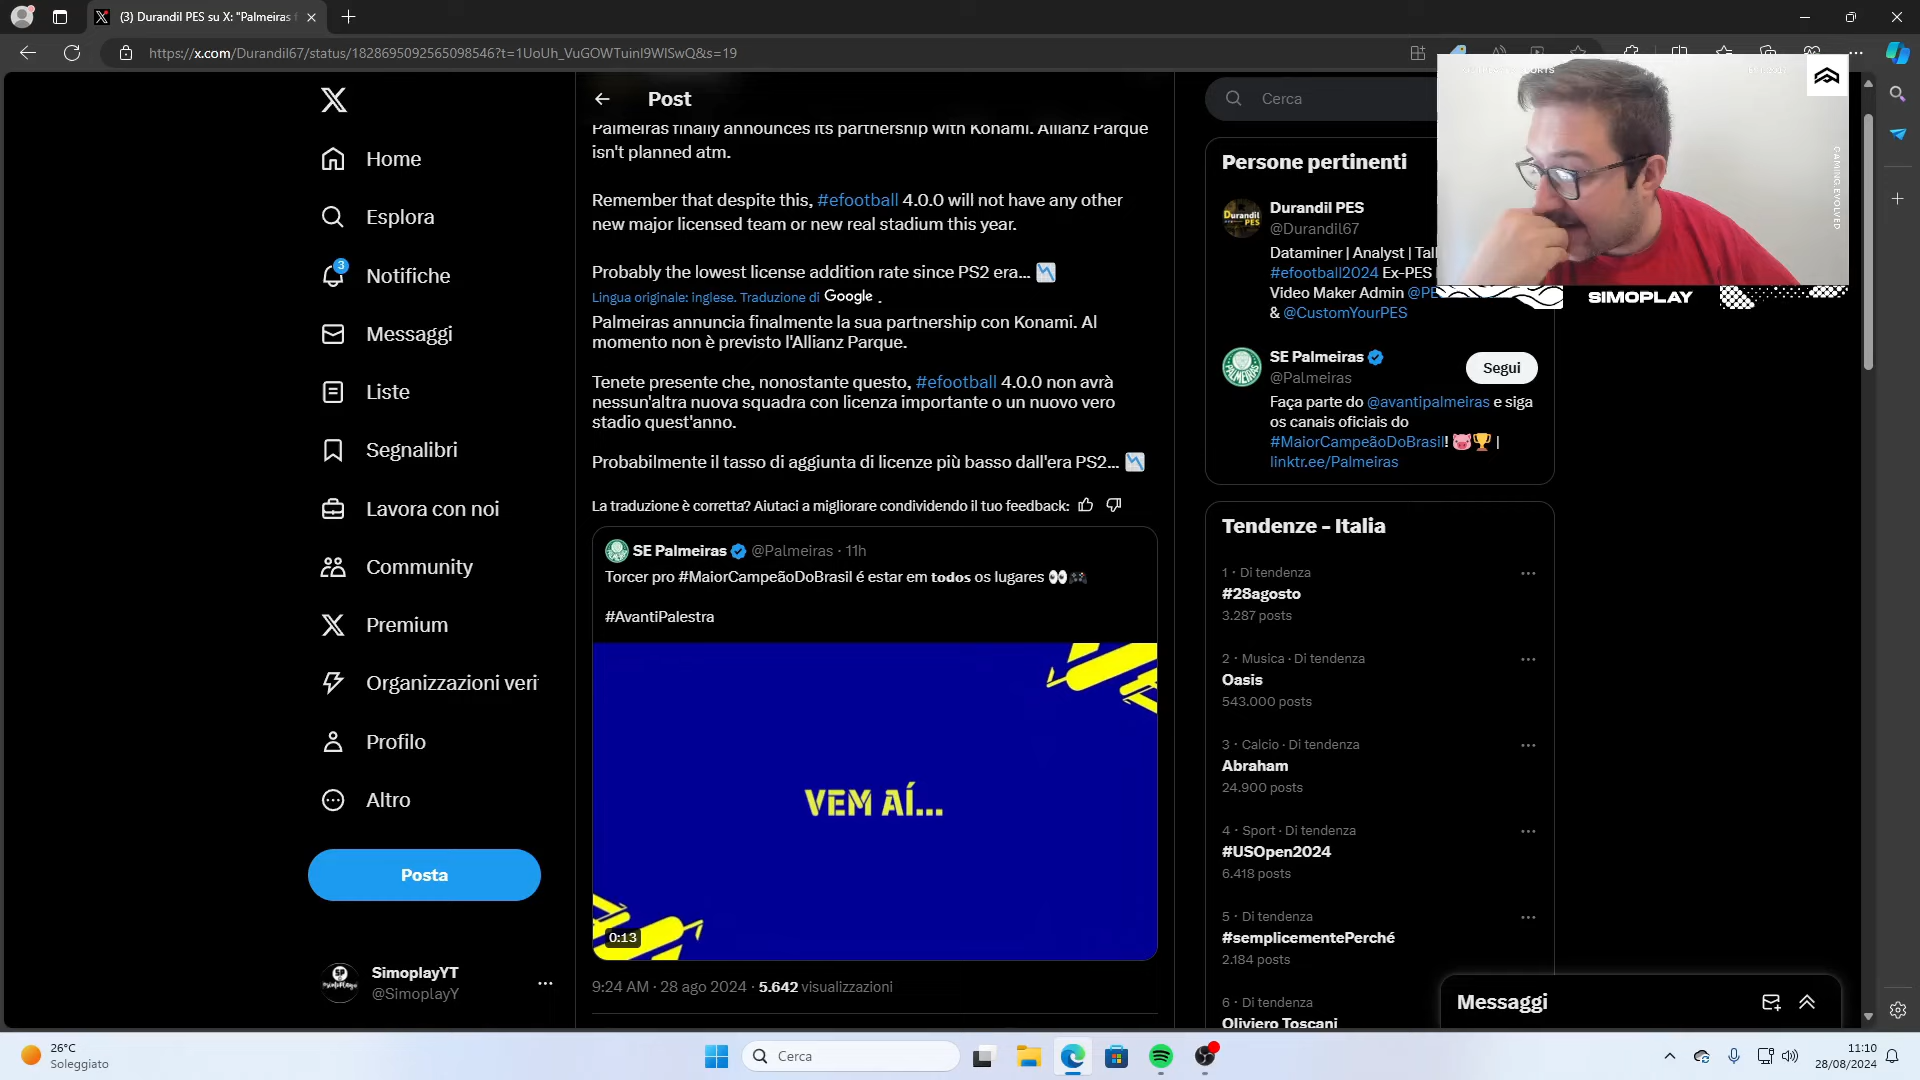 (3) Durandil PES su X: "Palmeiras f
https://x.com/Durandil67/status/1828695092565098546?t=1UoUh_VuGOWTuinI9WISwQ&s=19
Home
Esplora
3
Notifiche
Messaggi
Liste
Segnalibri
Lavora con noi
Community
Premium
Organizzazioni veri
Profilo
Altro
Posta
SimoplayYT
@SimoplayY
Post
Palmeiras finally announces its partnership with Konami. Allianz Parque
isn't planned atm.
Remember that despite this, #efootball 4.0.0 will not have any other
new major licensed team or new real stadium this year.
Probably the lowest license addition rate since PS2 era... 📉
Lingua originale: inglese. Traduzione di Google .
Palmeiras annuncia finalmente la sua partnership con Konami. Al
momento non è previsto l'Allianz Parque.
Tenete presente che, nonostante questo, #efootball 4.0.0 non avrà
nessun'altra nuova squadra con licenza importante o un nuovo vero
stadio quest'anno.
Probabilmente il tasso di aggiunta di licenze più basso dall'era PS2... 📉
La traduzione è corretta? Aiutaci a migliorare condividendo il tuo feedback:
SE Palmeiras @Palmeiras · 11h
Torcer pro #MaiorCampeãoDoBrasil é estar em 𝘁𝗼𝗱𝗼𝘀 os lugares 👀🎮
#AvantiPalestra
VEM AÍ...
0:13
9:24 AM · 28 ago 2024 · 5.642 visualizzazioni
Cerca
Persone pertinenti
Durandil PES
@Durandil67
Dataminer | Analyst | Tal
#efootball2024 Ex-PES
Video Maker Admin @PE
& @CustomYourPES
SE Palmeiras
@Palmeiras
Segui
Faça parte do @avantipalmeiras e siga
os canais oficiais do
#MaiorCampeãoDoBrasil! 🐷🏆 |
linktr.ee/Palmeiras
Tendenze – Italia
1 · Di tendenza
#28agosto
3.287 posts
2 · Musica · Di tendenza
Oasis
543.000 posts
3 · Calcio · Di tendenza
Abraham
24.900 posts
4 · Sport · Di tendenza
#USOpen2024
6.418 posts
5 · Di tendenza
#semplicementePerché
2.184 posts
6 · Di tendenza
Oliviero Toscani
Messaggi
GAMING.EVOLVED
SIMOPLAY
26°C
Soleggiato
Cerca
11:10
28/08/2024